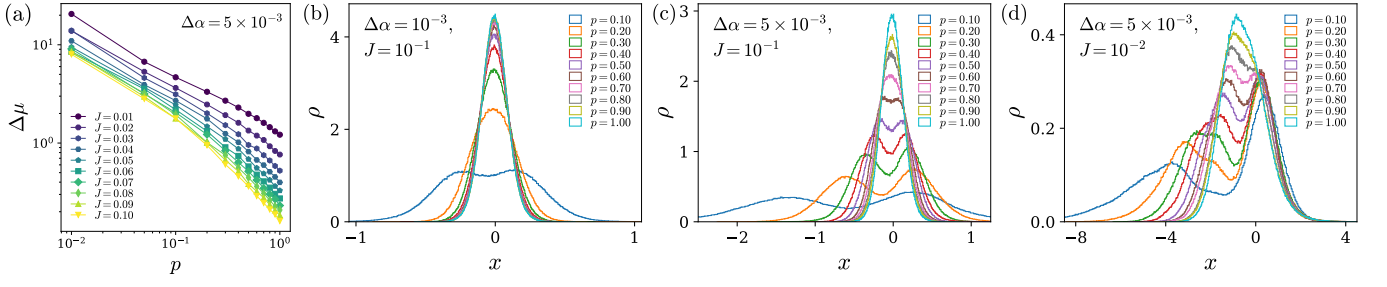 (a)
Δα = 5 × 10⁻³
10¹
10⁰
Δμ
J = 0.01
J = 0.02
J = 0.03
J = 0.04
J = 0.05
J = 0.06
J = 0.07
J = 0.08
J = 0.09
J = 0.10
10⁻² 10⁻¹ 10⁰
p
(b)
Δα = 10⁻³ ,
J = 10⁻¹
p = 0.10
p = 0.20
p = 0.30
p = 0.40
p = 0.50
p = 0.60
p = 0.70
p = 0.80
p = 0.90
p = 1.00
4
2
0
ρ
−1 0 1
x
(c)
Δα = 5 × 10⁻³ ,
J = 10⁻¹
p = 0.10
p = 0.20
p = 0.30
p = 0.40
p = 0.50
p = 0.60
p = 0.70
p = 0.80
p = 0.90
p = 1.00
3
2
1
0
ρ
−2 −1 0 1
x
(d)
Δα = 5 × 10⁻³ ,
J = 10⁻²
p = 0.10
p = 0.20
p = 0.30
p = 0.40
p = 0.50
p = 0.60
p = 0.70
p = 0.80
p = 0.90
p = 1.00
0.4
0.2
0.0
ρ
−8 −4 0 4
x